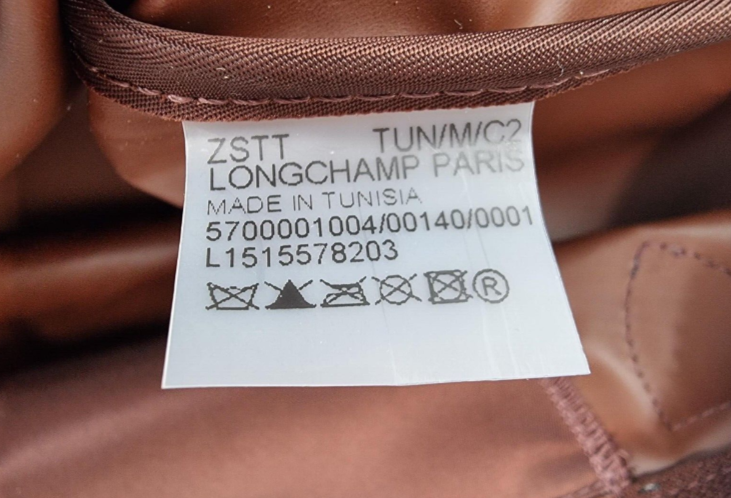 ZSTT TUN/M/C2
LONGCHAMP PARIS
MADE IN TUNISIA
5700001004/00140/0001
L1515578203
®